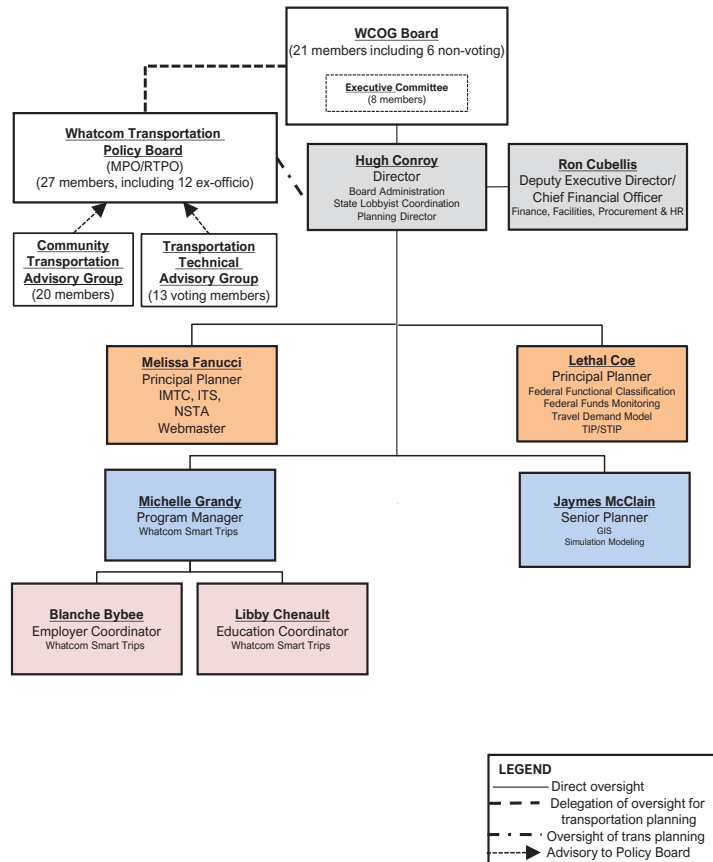 WCOG Board
(21 members including 6 non-voting)
Executive Committee
(8 members)
Whatcom Transportation
Policy Board
(MPO/RTPO)
(27 members, including 12 ex-officio)
Hugh Conroy
Director
Board Administration
State Lobbyist Coordination
Planning Director
Ron Cubellis
Deputy Executive Director/
Chief Financial Officer
Finance, Facilities, Procurement & HR
Community
Transportation
Advisory Group
(20 members)
Transportation
Technical
Advisory Group
(13 voting members)
Melissa Fanucci
Principal Planner
IMTC, ITS,
NSTA
Webmaster
Lethal Coe
Principal Planner
Federal Functional Classification
Federal Funds Monitoring
Travel Demand Model
TIP/STIP
Michelle Grandy
Program Manager
Whatcom Smart Trips
Jaymes McClain
Senior Planner
GIS
Simulation Modeling
Blanche Bybee
Employer Coordinator
Whatcom Smart Trips
Libby Chenault
Education Coordinator
Whatcom Smart Trips
LEGEND
Direct oversight
Delegation of oversight for
transportation planning
Oversight of trans planning
Advisory to Policy Board